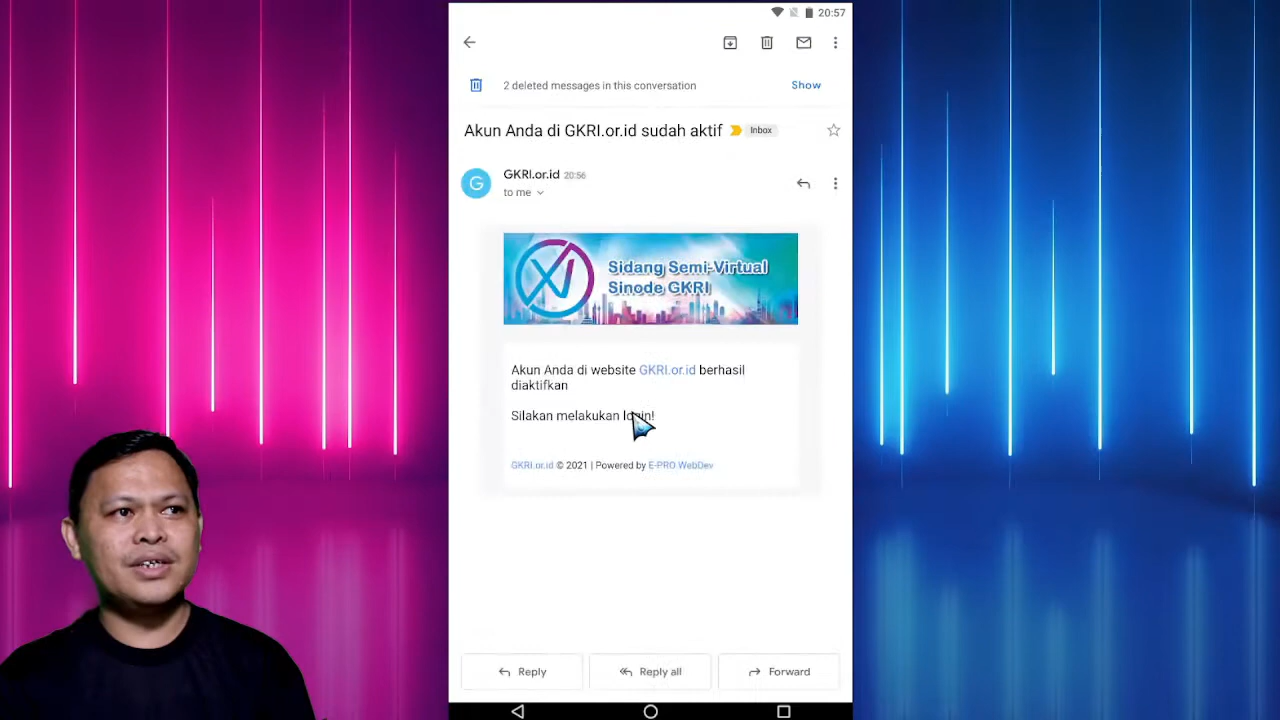 20:57
2 deleted messages in this conversation
Show
Akun Anda di GKRI.or.id sudah aktif
Inbox
G
GKRI.or.id 20:56
to me
XI
Sidang Semi-Virtual
Sinode GKRI
Akun Anda di website GKRI.or.id berhasil
diaktifkan
Silakan melakukan login!
GKRI.or.id © 2021 | Powered by E-PRO WebDev
Reply
Reply all
Forward